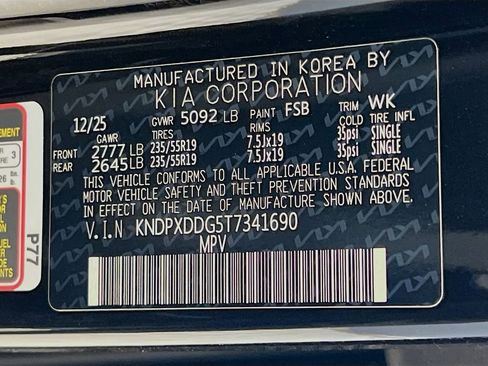 MANUFACTURED IN KOREA BY
KIA CORPORATION
12/25 GVWR 5092 LB PAINT FSB TRIM WK
GAWR TIRES RIMS COLD TIRE INFL
FRONT 2777 LB 235/55R19 7.5Jx19 35psi SINGLE
REAR 2645 LB 235/55R19 7.5Jx19 35psi SINGLE
THIS VEHICLE CONFORMS TO ALL APPLICABLE U.S.A. FEDERAL
MOTOR VEHICLE SAFETY AND THEFT PREVENTION STANDARDS
IN EFFECT ON THE DATE OF MANUFACTURE SHOWN ABOVE.
V.I.N KNDPXDDG5T7341690
MPV
P77